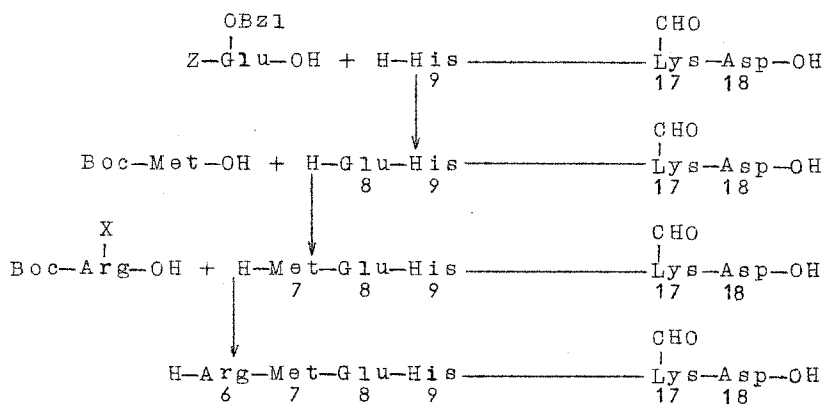 OBzl CHO
Z-Glu-OH + H-His Lys-Asp-OH
9 17 18
CHO
Boc-Met-OH + H-Glu-His Lys-Asp-OH
8 9 17 18
X CHO
Boc-Arg-OH + H-Met-Glu-His Lys-Asp-OH
7 8 9 17 18
CHO
H-Arg-Met-Glu-His Lys-Asp-OH
6 7 8 9 17 18